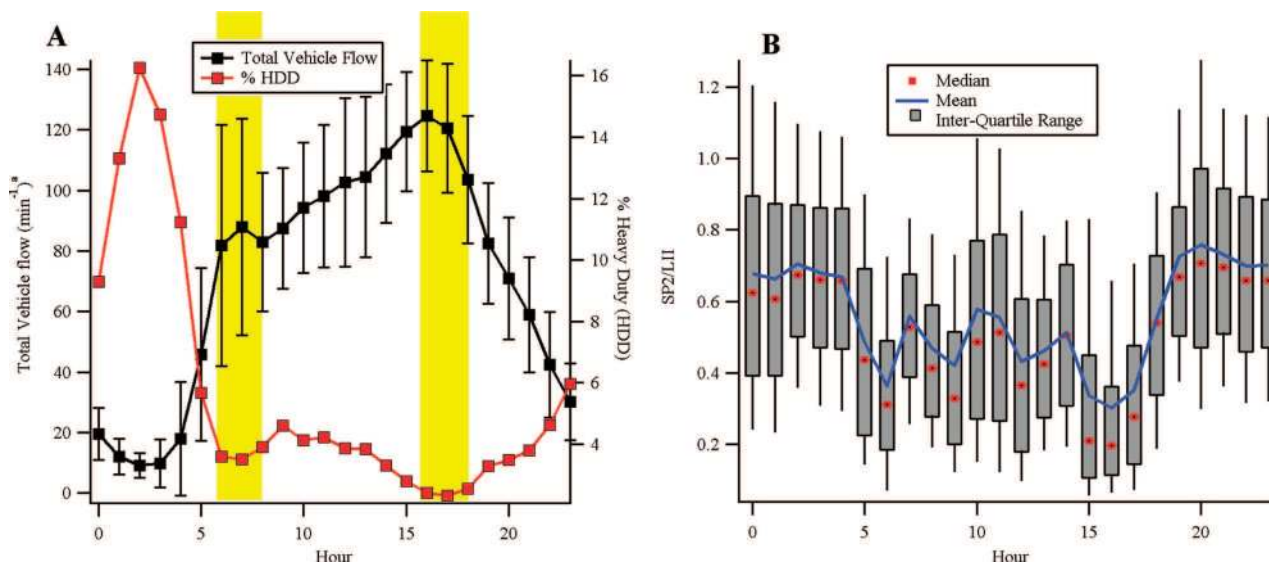 A
Total Vehicle Flow
% HDD
140
120
100
80
60
40
20
0
Total Vehicle flow (min⁻¹)ᵃ
16
14
12
10
8
6
4
% Heavy Duty (HDD)
0
5
10
15
20
Hour
B
Median
Mean
Inter-Quartile Range
1.2
1.0
0.8
0.6
0.4
0.2
SP2/LII
0
5
10
15
20
Hour